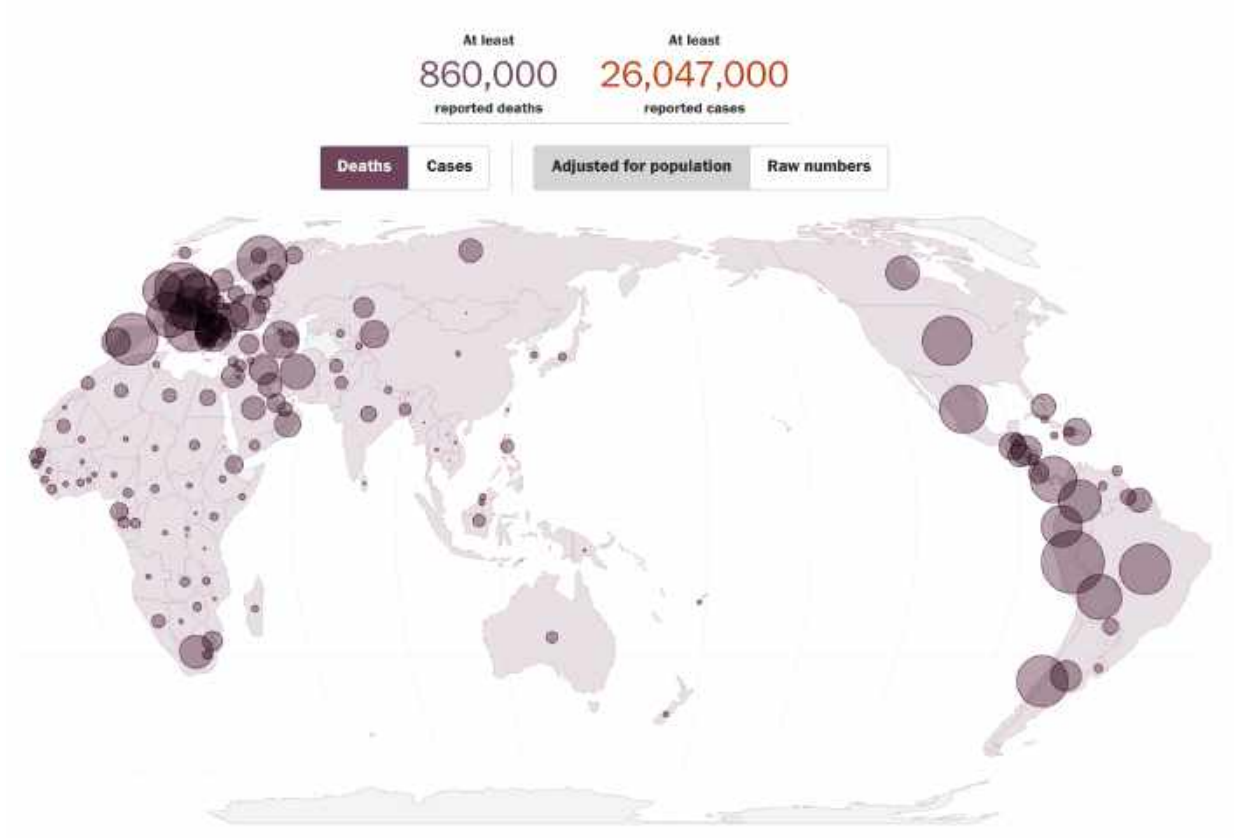 At least At least
860,000 26,047,000
reported deaths reported cases
Deaths Cases Adjusted for population Raw numbers